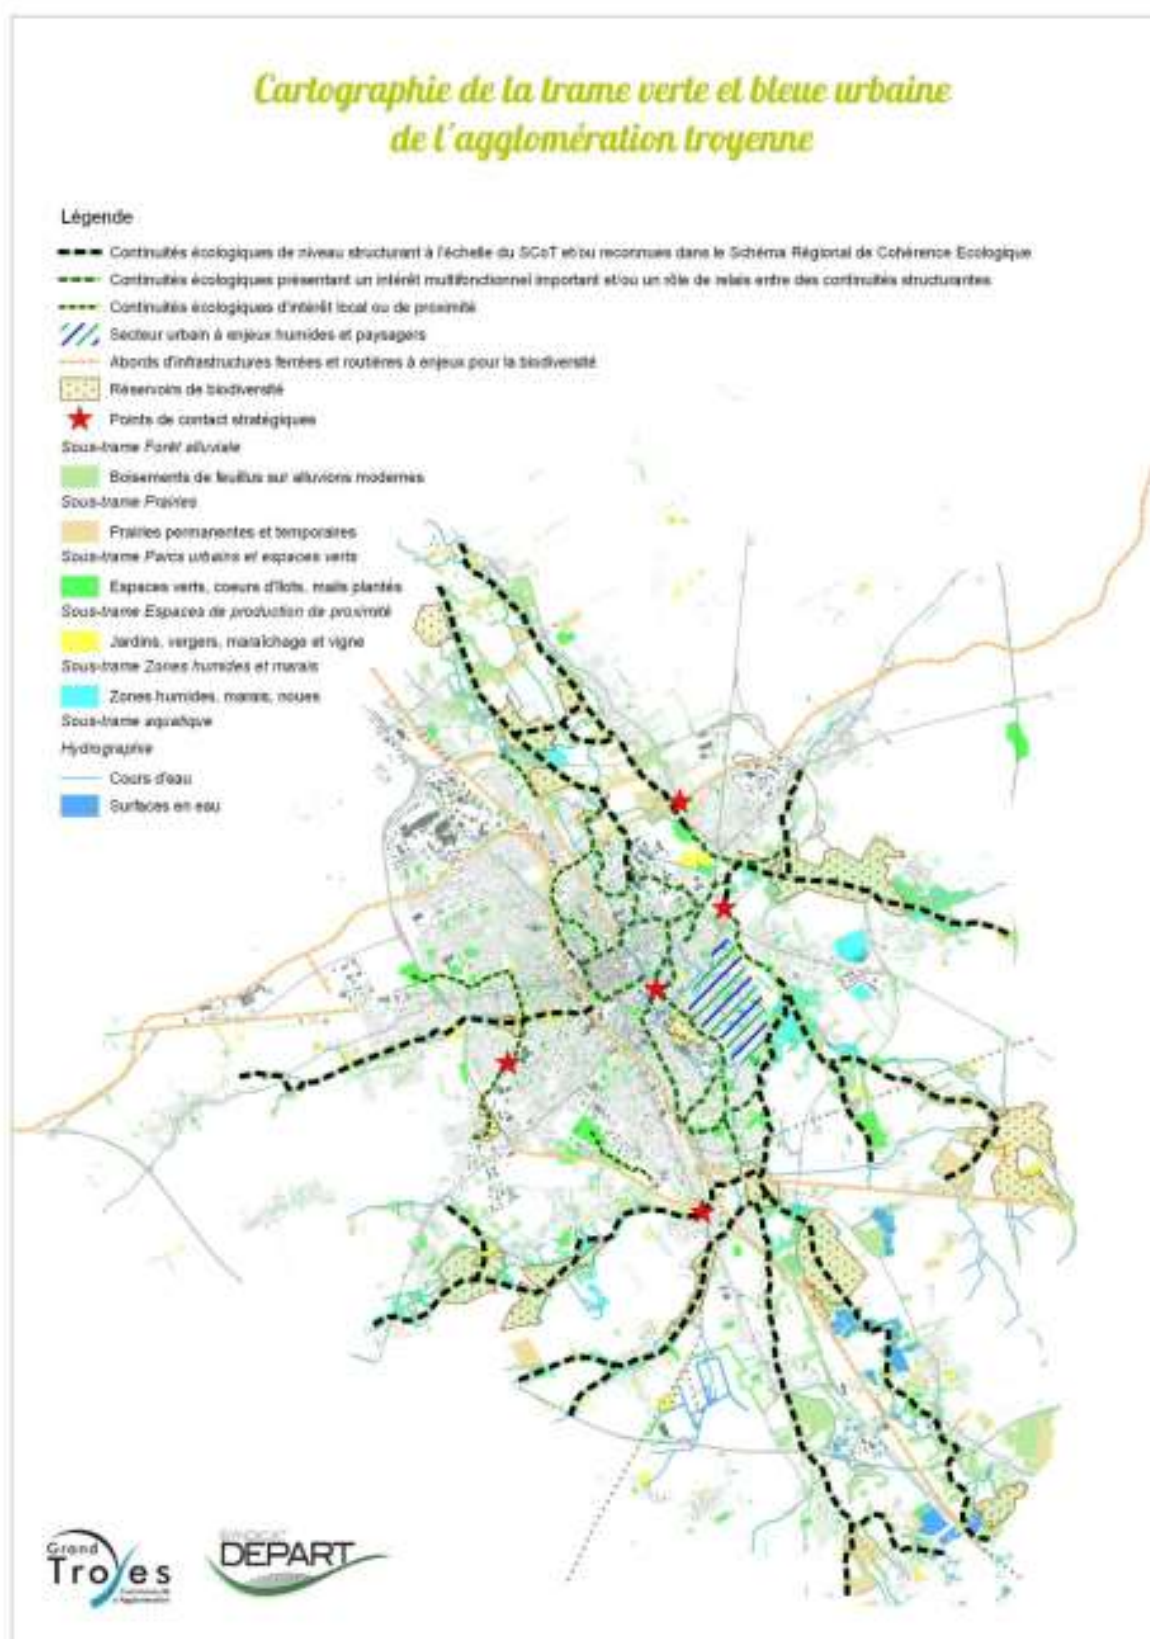 Cartographie de la trame verte et bleue urbaine
de l'agglomération troyenne
Légende
Continuités écologiques de niveau structurant à l'échelle du SCoT et/ou reconnues dans le Schéma Régional de Cohérence Ecologique
Continuités écologiques présentant un intérêt multifonctionnel important et/ou un rôle de relais entre des continuités structurantes
Continuités écologiques d'intérêt local ou de proximité
Secteur urbain à enjeux humides et paysagers
Abords d'infrastructures ferrées et routières à enjeux pour la biodiversité
Réservoirs de biodiversité
Points de contact stratégiques
Sous-trame Forêt alluviale
Boisements de feuillus sur alluvions modernes
Sous-trame Prairies
Prairies permanentes et temporaires
Sous-trame Parcs urbains et espaces verts
Espaces verts, coeurs d'îlots, mails plantés
Sous-trame Espaces de production de proximité
Jardins, vergers, maraîchage et vigne
Sous-trame Zones humides et marais
Zones humides, marais, noues
Sous-trame aquatique
Hydrographie
Cours d'eau
Surfaces en eau
Grand
Troyes
Communauté
d'Agglomération
SYNDICAT
DEPART